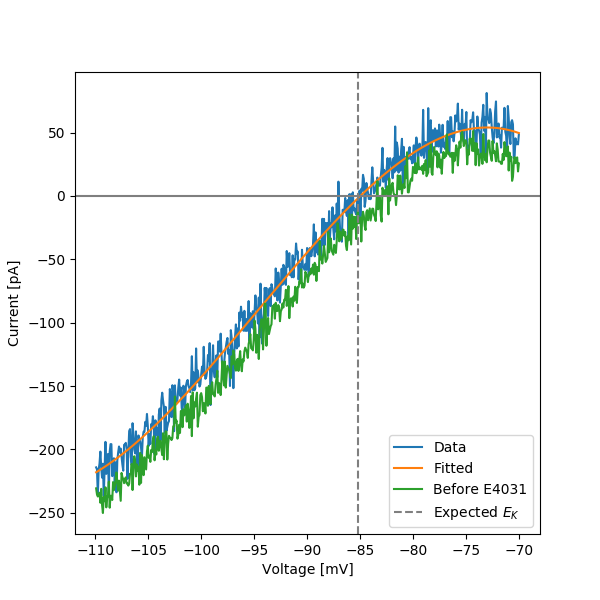 50
0
−50
−100
−150
−200
−250
Current [pA]
Data
Fitted
Before E4031
Expected E_K
−110 −105 −100 −95 −90 −85 −80 −75 −70
Voltage [mV]